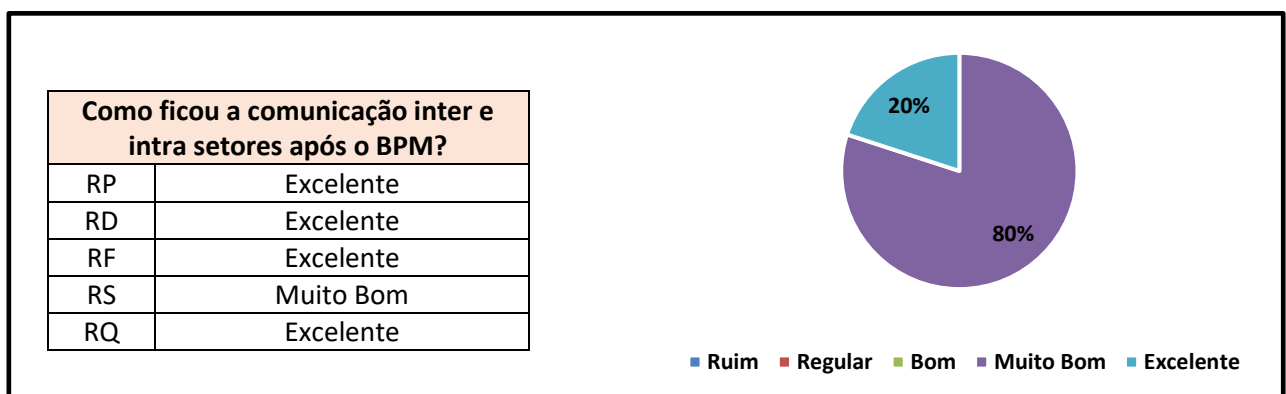 Como ficou a comunicação inter e
intra setores após o BPM?
RP Excelente
RD Excelente
RF Excelente
RS Muito Bom
RQ Excelente
20%
80%
Ruim Regular Bom Muito Bom Excelente